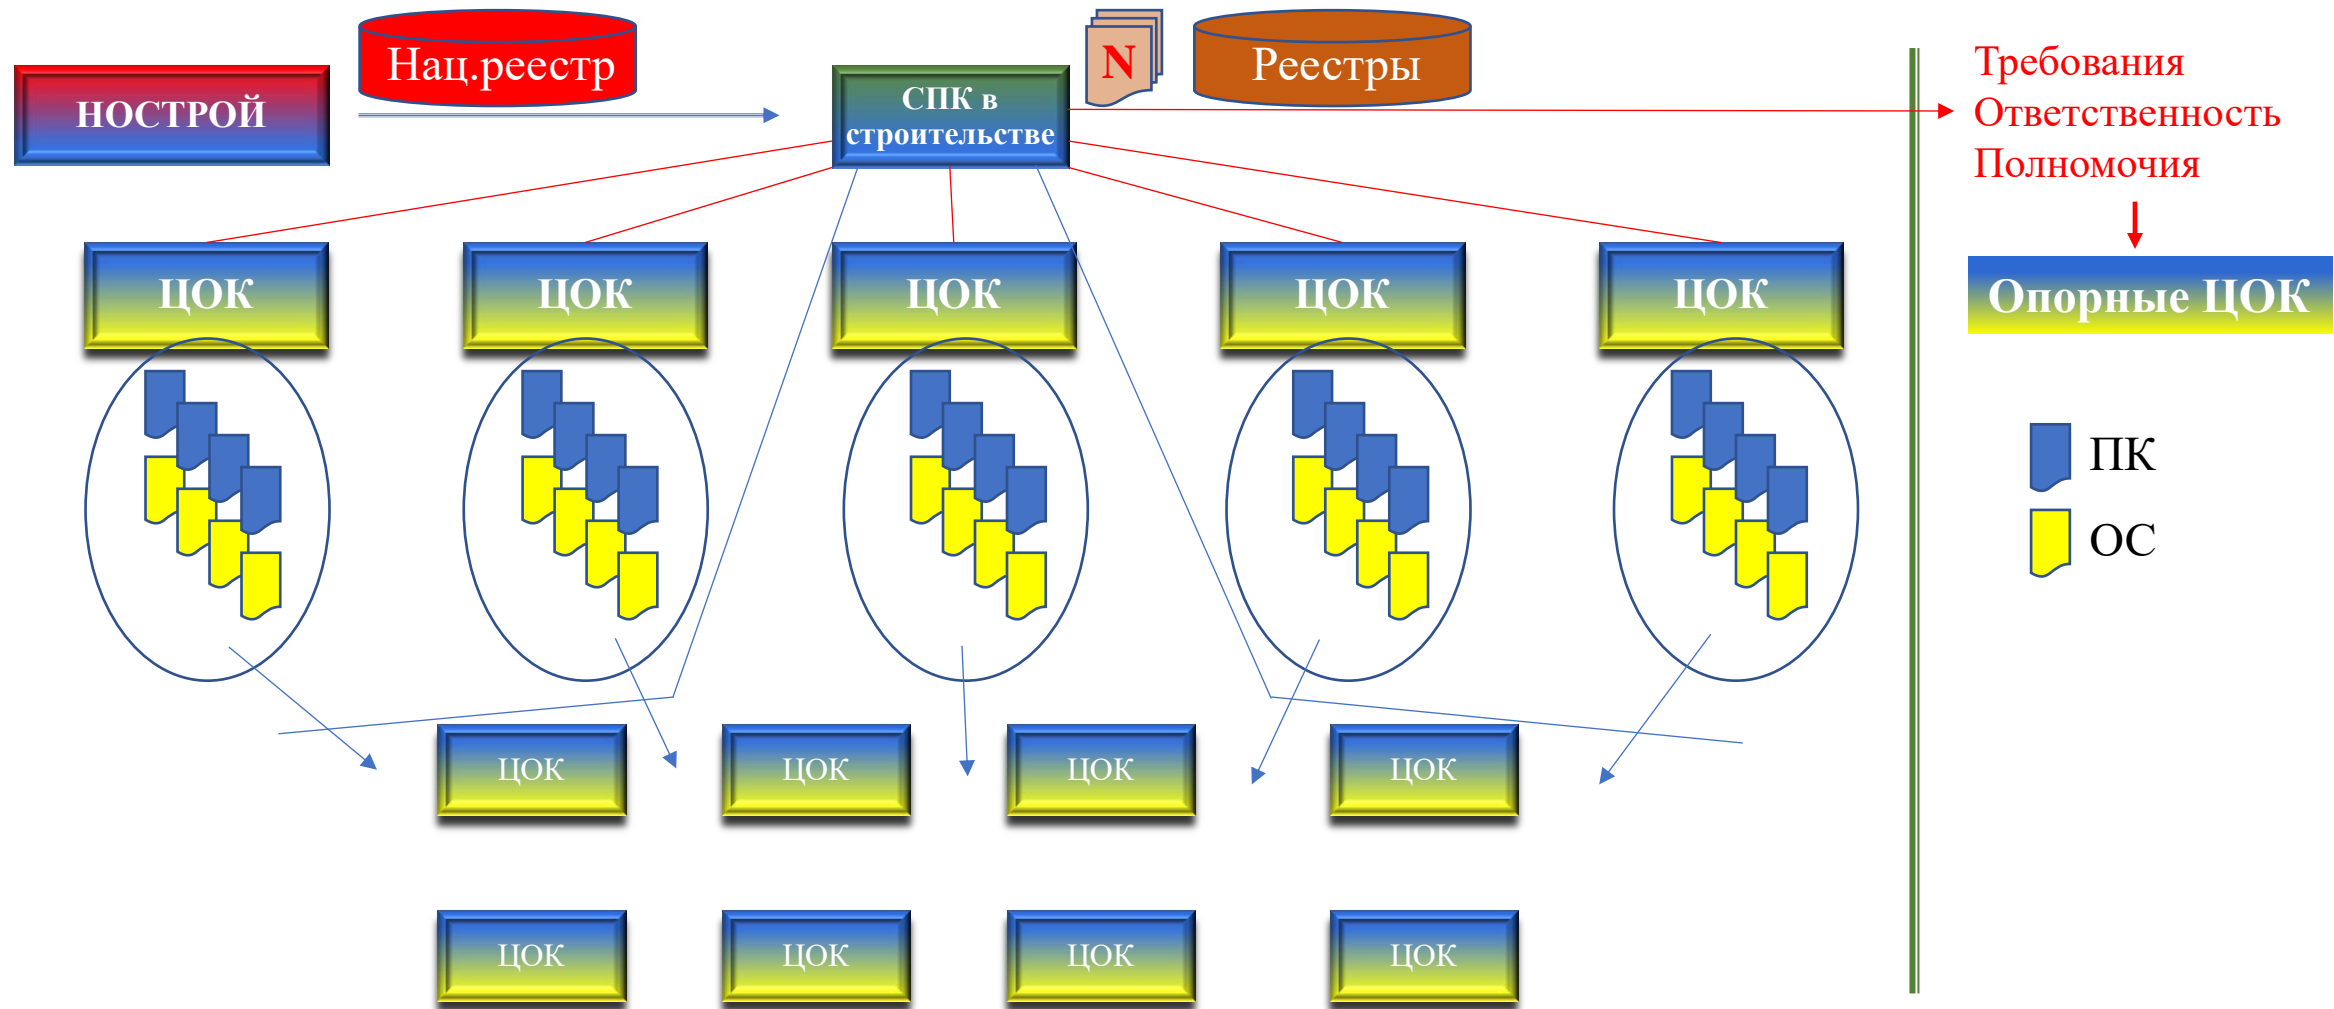 Нац.реестр
N
Реестры
НОСТРОЙ
СПК в
строительстве
Требования
Ответственность
Полномочия
ЦОК
ЦОК
ЦОК
ЦОК
ЦОК
Опорные ЦОК
ПК
ОС
ЦОК
ЦОК
ЦОК
ЦОК
ЦОК
ЦОК
ЦОК
ЦОК